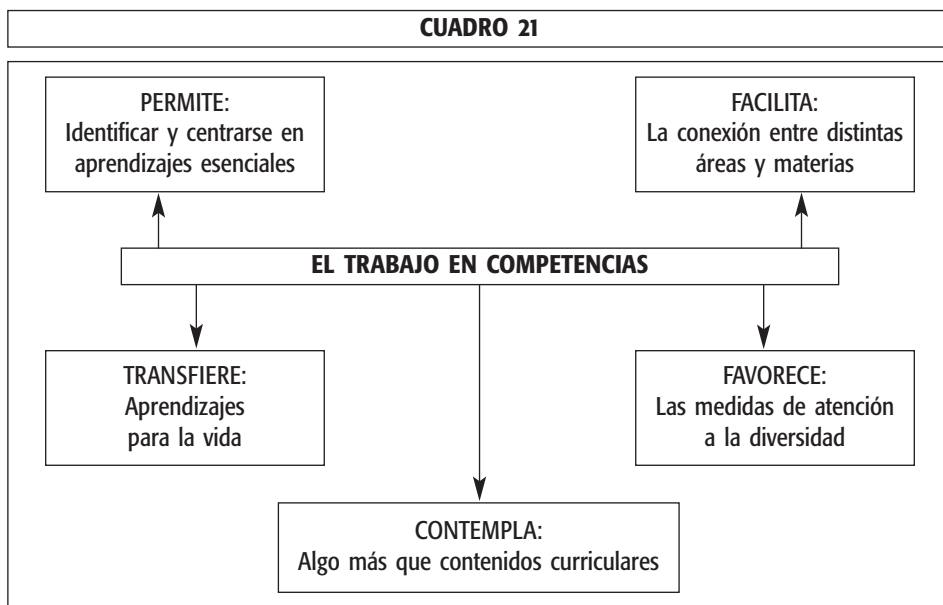 CUADRO 21
PERMITE:
Identificar y centrarse en
aprendizajes esenciales
FACILITA:
La conexión entre distintas
áreas y materias
EL TRABAJO EN COMPETENCIAS
TRANSFIERE:
Aprendizajes
para la vida
FAVORECE:
Las medidas de atención
a la diversidad
CONTEMPLA:
Algo más que contenidos curriculares